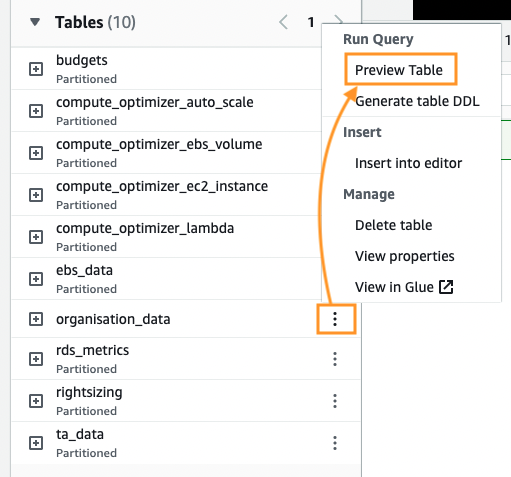 Tables (10)
1
budgets
Partitioned
compute_optimizer_auto_scale
Partitioned
compute_optimizer_ebs_volume
Partitioned
compute_optimizer_ec2_instance
Partitioned
compute_optimizer_lambda
Partitioned
ebs_data
Partitioned
organisation_data
rds_metrics
Partitioned
rightsizing
Partitioned
ta_data
Partitioned
Run Query
Preview Table
Generate table DDL
Insert
Insert into editor
Manage
Delete table
View properties
View in Glue
1